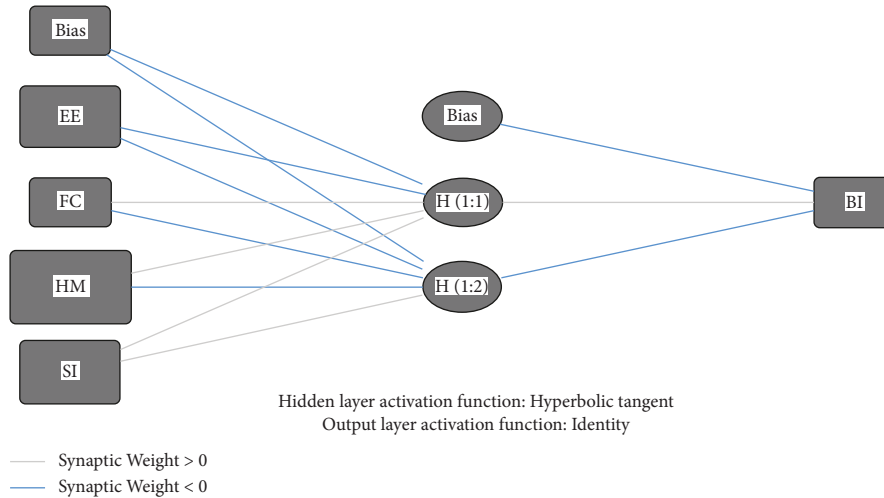 Bias
EE
FC
HM
SI
Bias
H (1:1)
H (1:2)
BI
Hidden layer activation function: Hyperbolic tangent
Output layer activation function: Identity
Synaptic Weight > 0
Synaptic Weight < 0